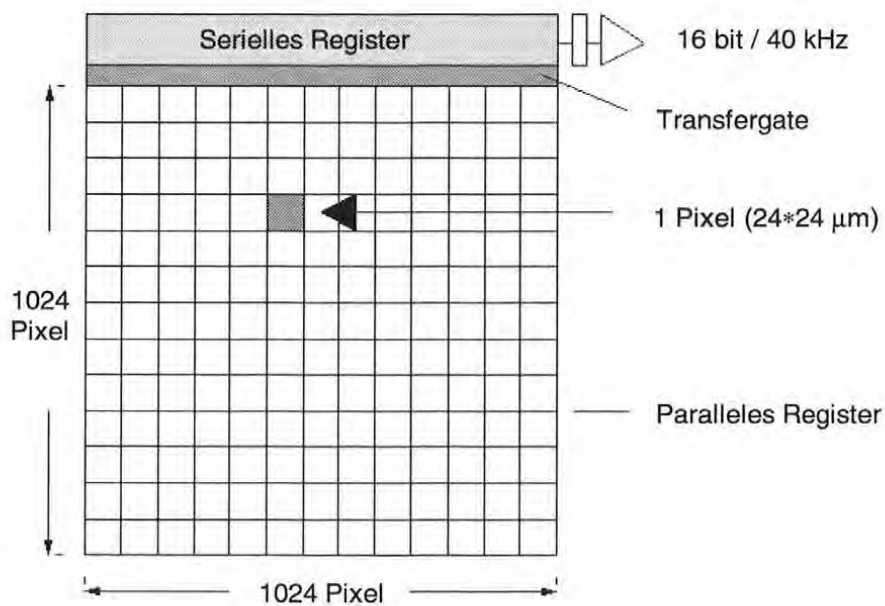 Serielles Register
16 bit / 40 kHz
Transfergate
1 Pixel (24*24 µm)
1024
Pixel
Paralleles Register
1024 Pixel